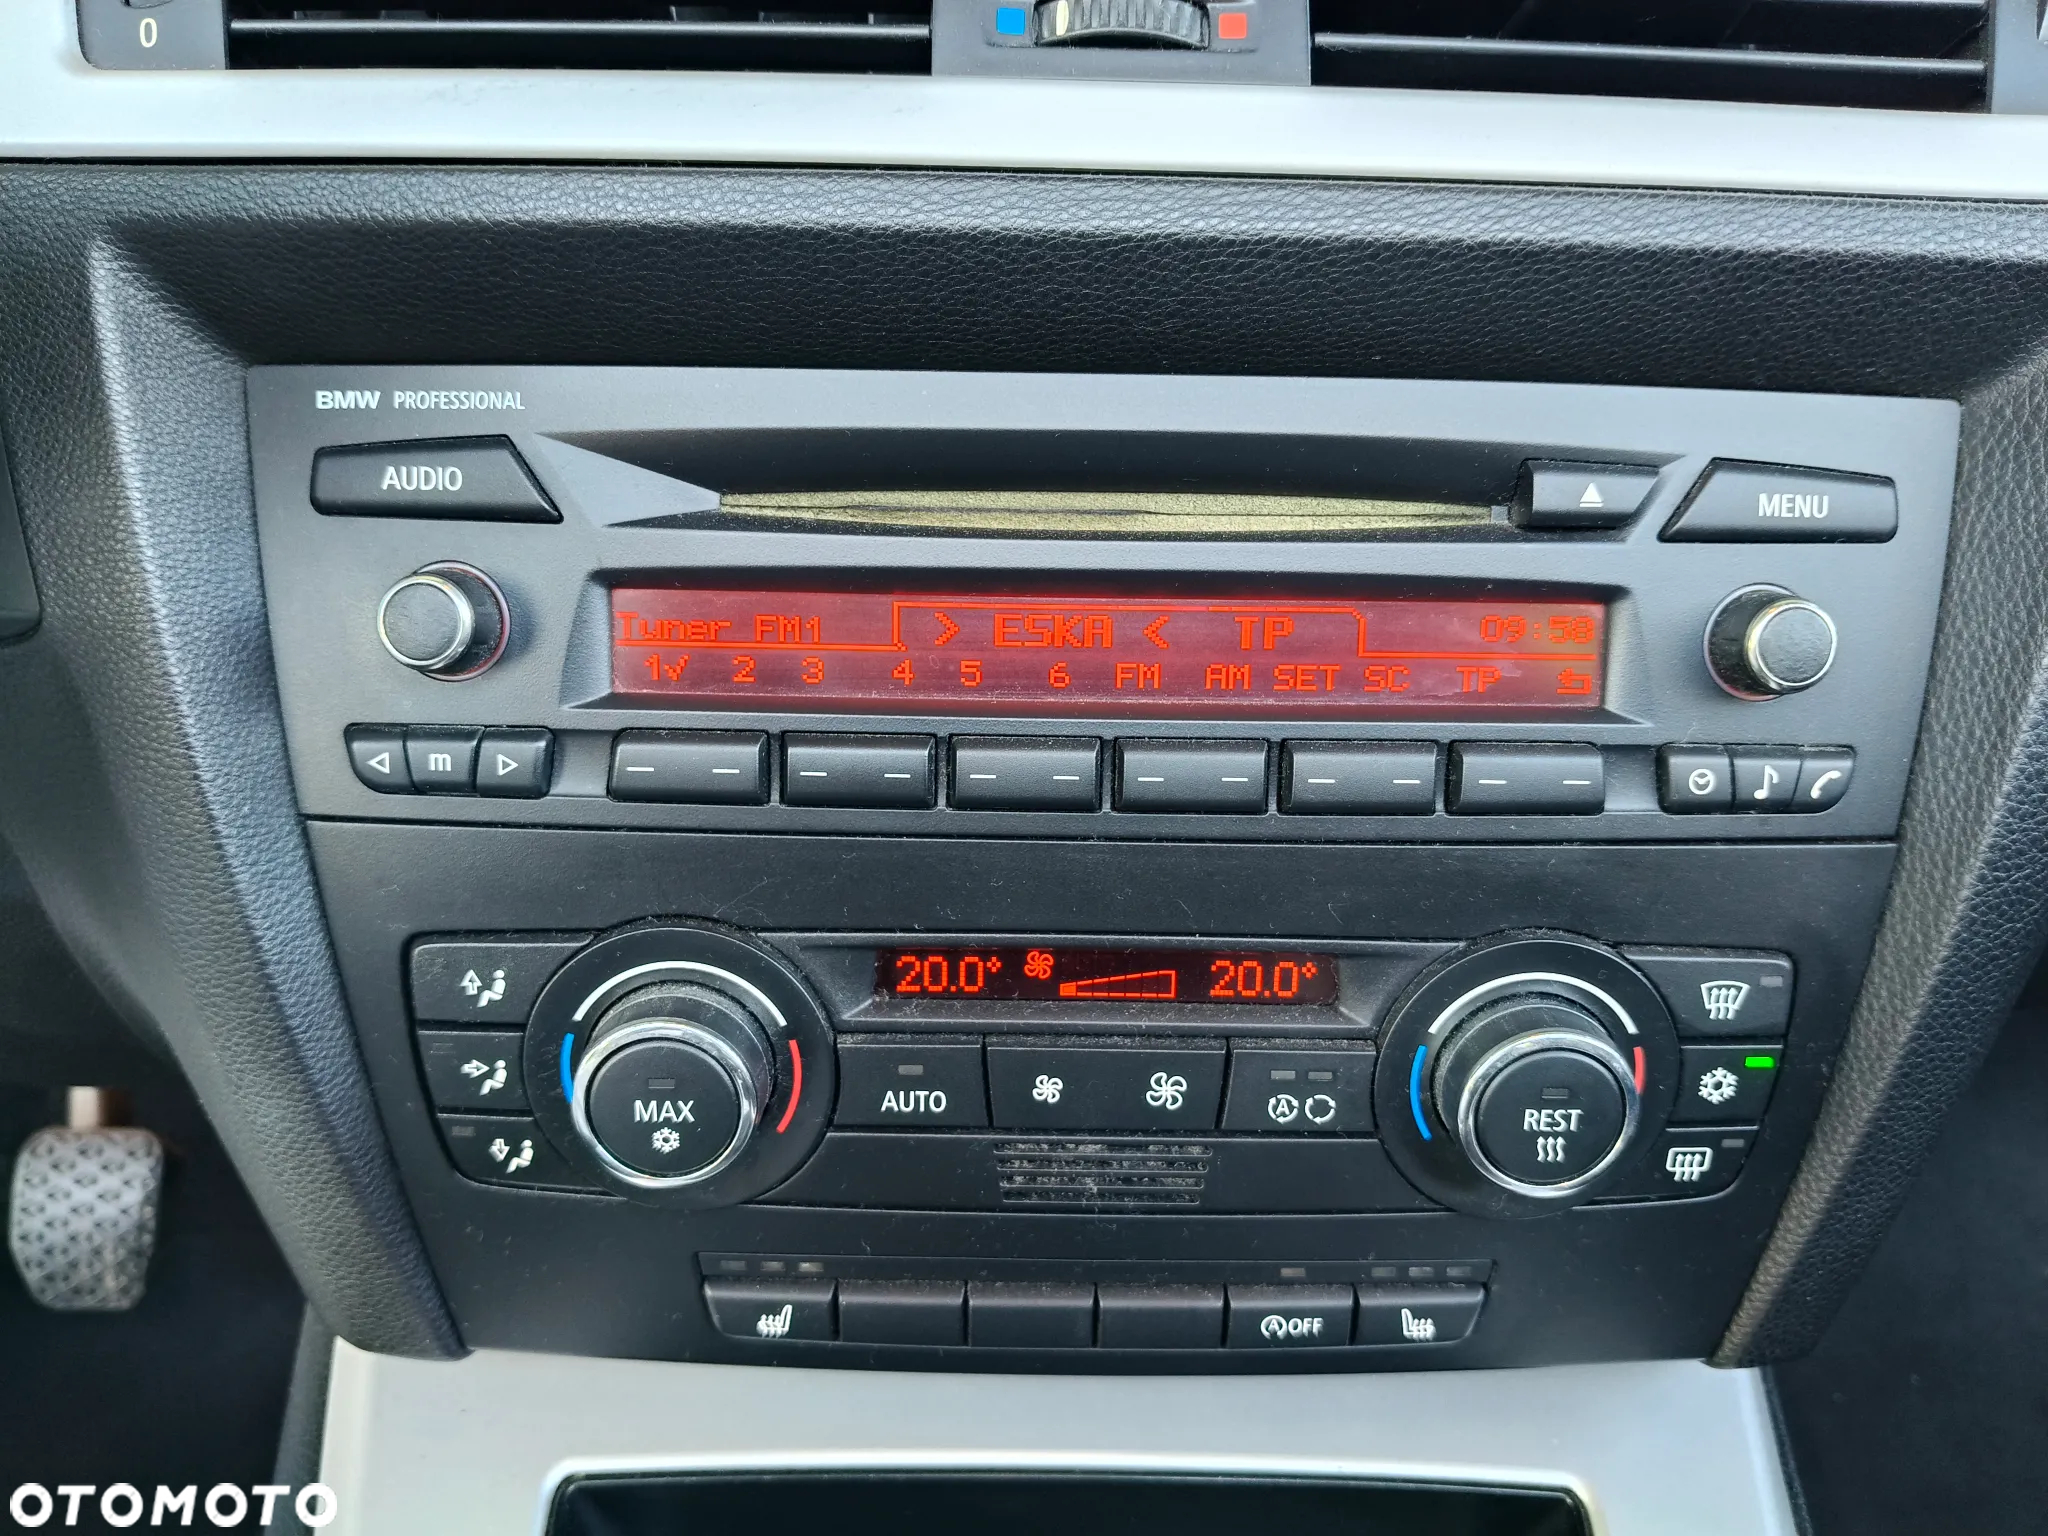 0
BMW PROFESSIONAL
AUDIO
MENU
Tuner FM1 > ESKA < TP 09:58
1✓ 2 3 4 5 6 FM AM SET SC TP
m
20.0° 20.0°
AUTO
MAX
A
REST
A OFF
OTOMOTO